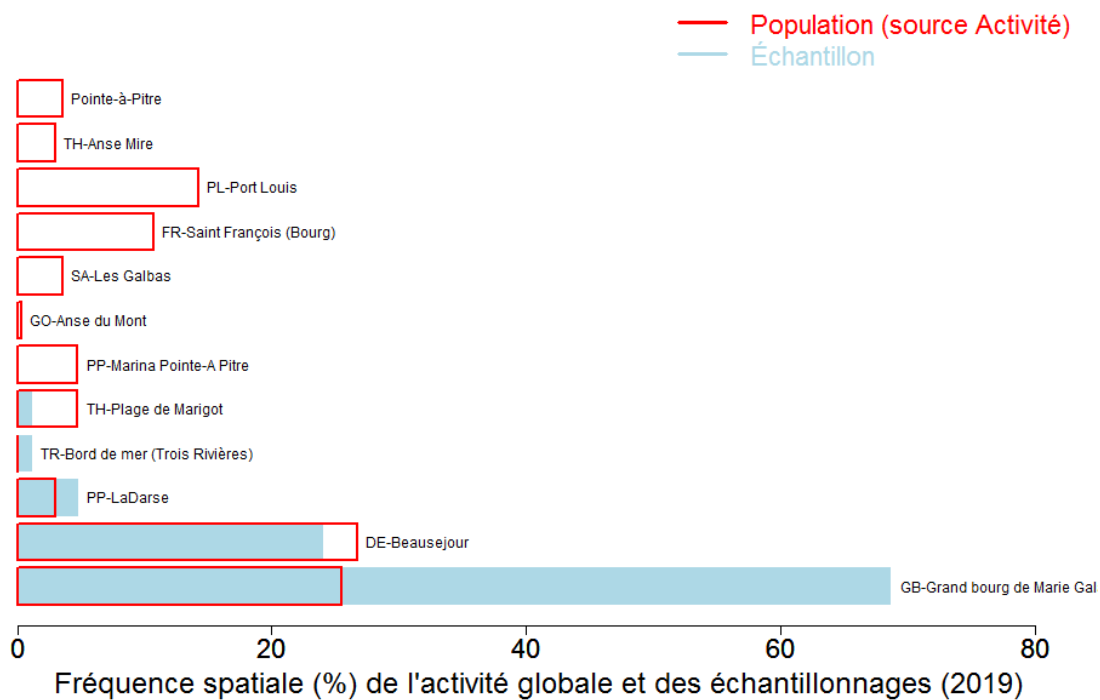 Population (source Activité)
Échantillon
Pointe-à-Pitre
TH-Anse Mire
PL-Port Louis
FR-Saint François (Bourg)
SA-Les Galbas
GO-Anse du Mont
PP-Marina Pointe-A Pitre
TH-Plage de Marigot
TR-Bord de mer (Trois Rivières)
PP-LaDarse
DE-Beausejour
GB-Grand bourg de Marie Gal
0 20 40 60 80
Fréquence spatiale (%) de l'activité globale et des échantillonnages (2019)